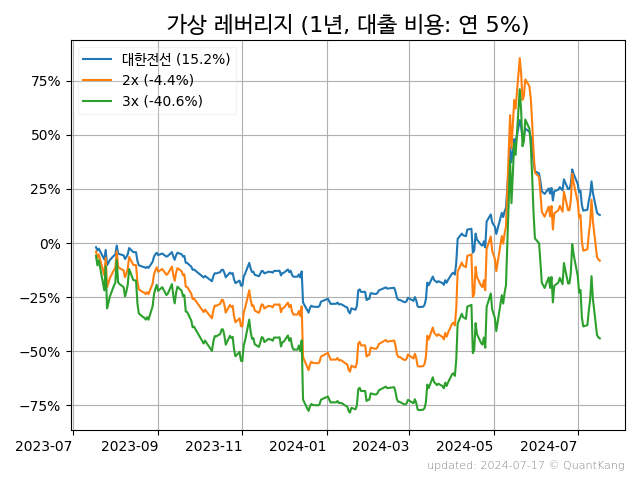 가상 레버리지 (1년, 대출 비용: 연 5%)
대한전선 (15.2%)
2x (-4.4%)
3x (-40.6%)
75%
50%
25%
0%
−25%
−50%
−75%
2023-07 2023-09 2023-11 2024-01 2024-03 2024-05 2024-07
updated: 2024-07-17 © QuantKang